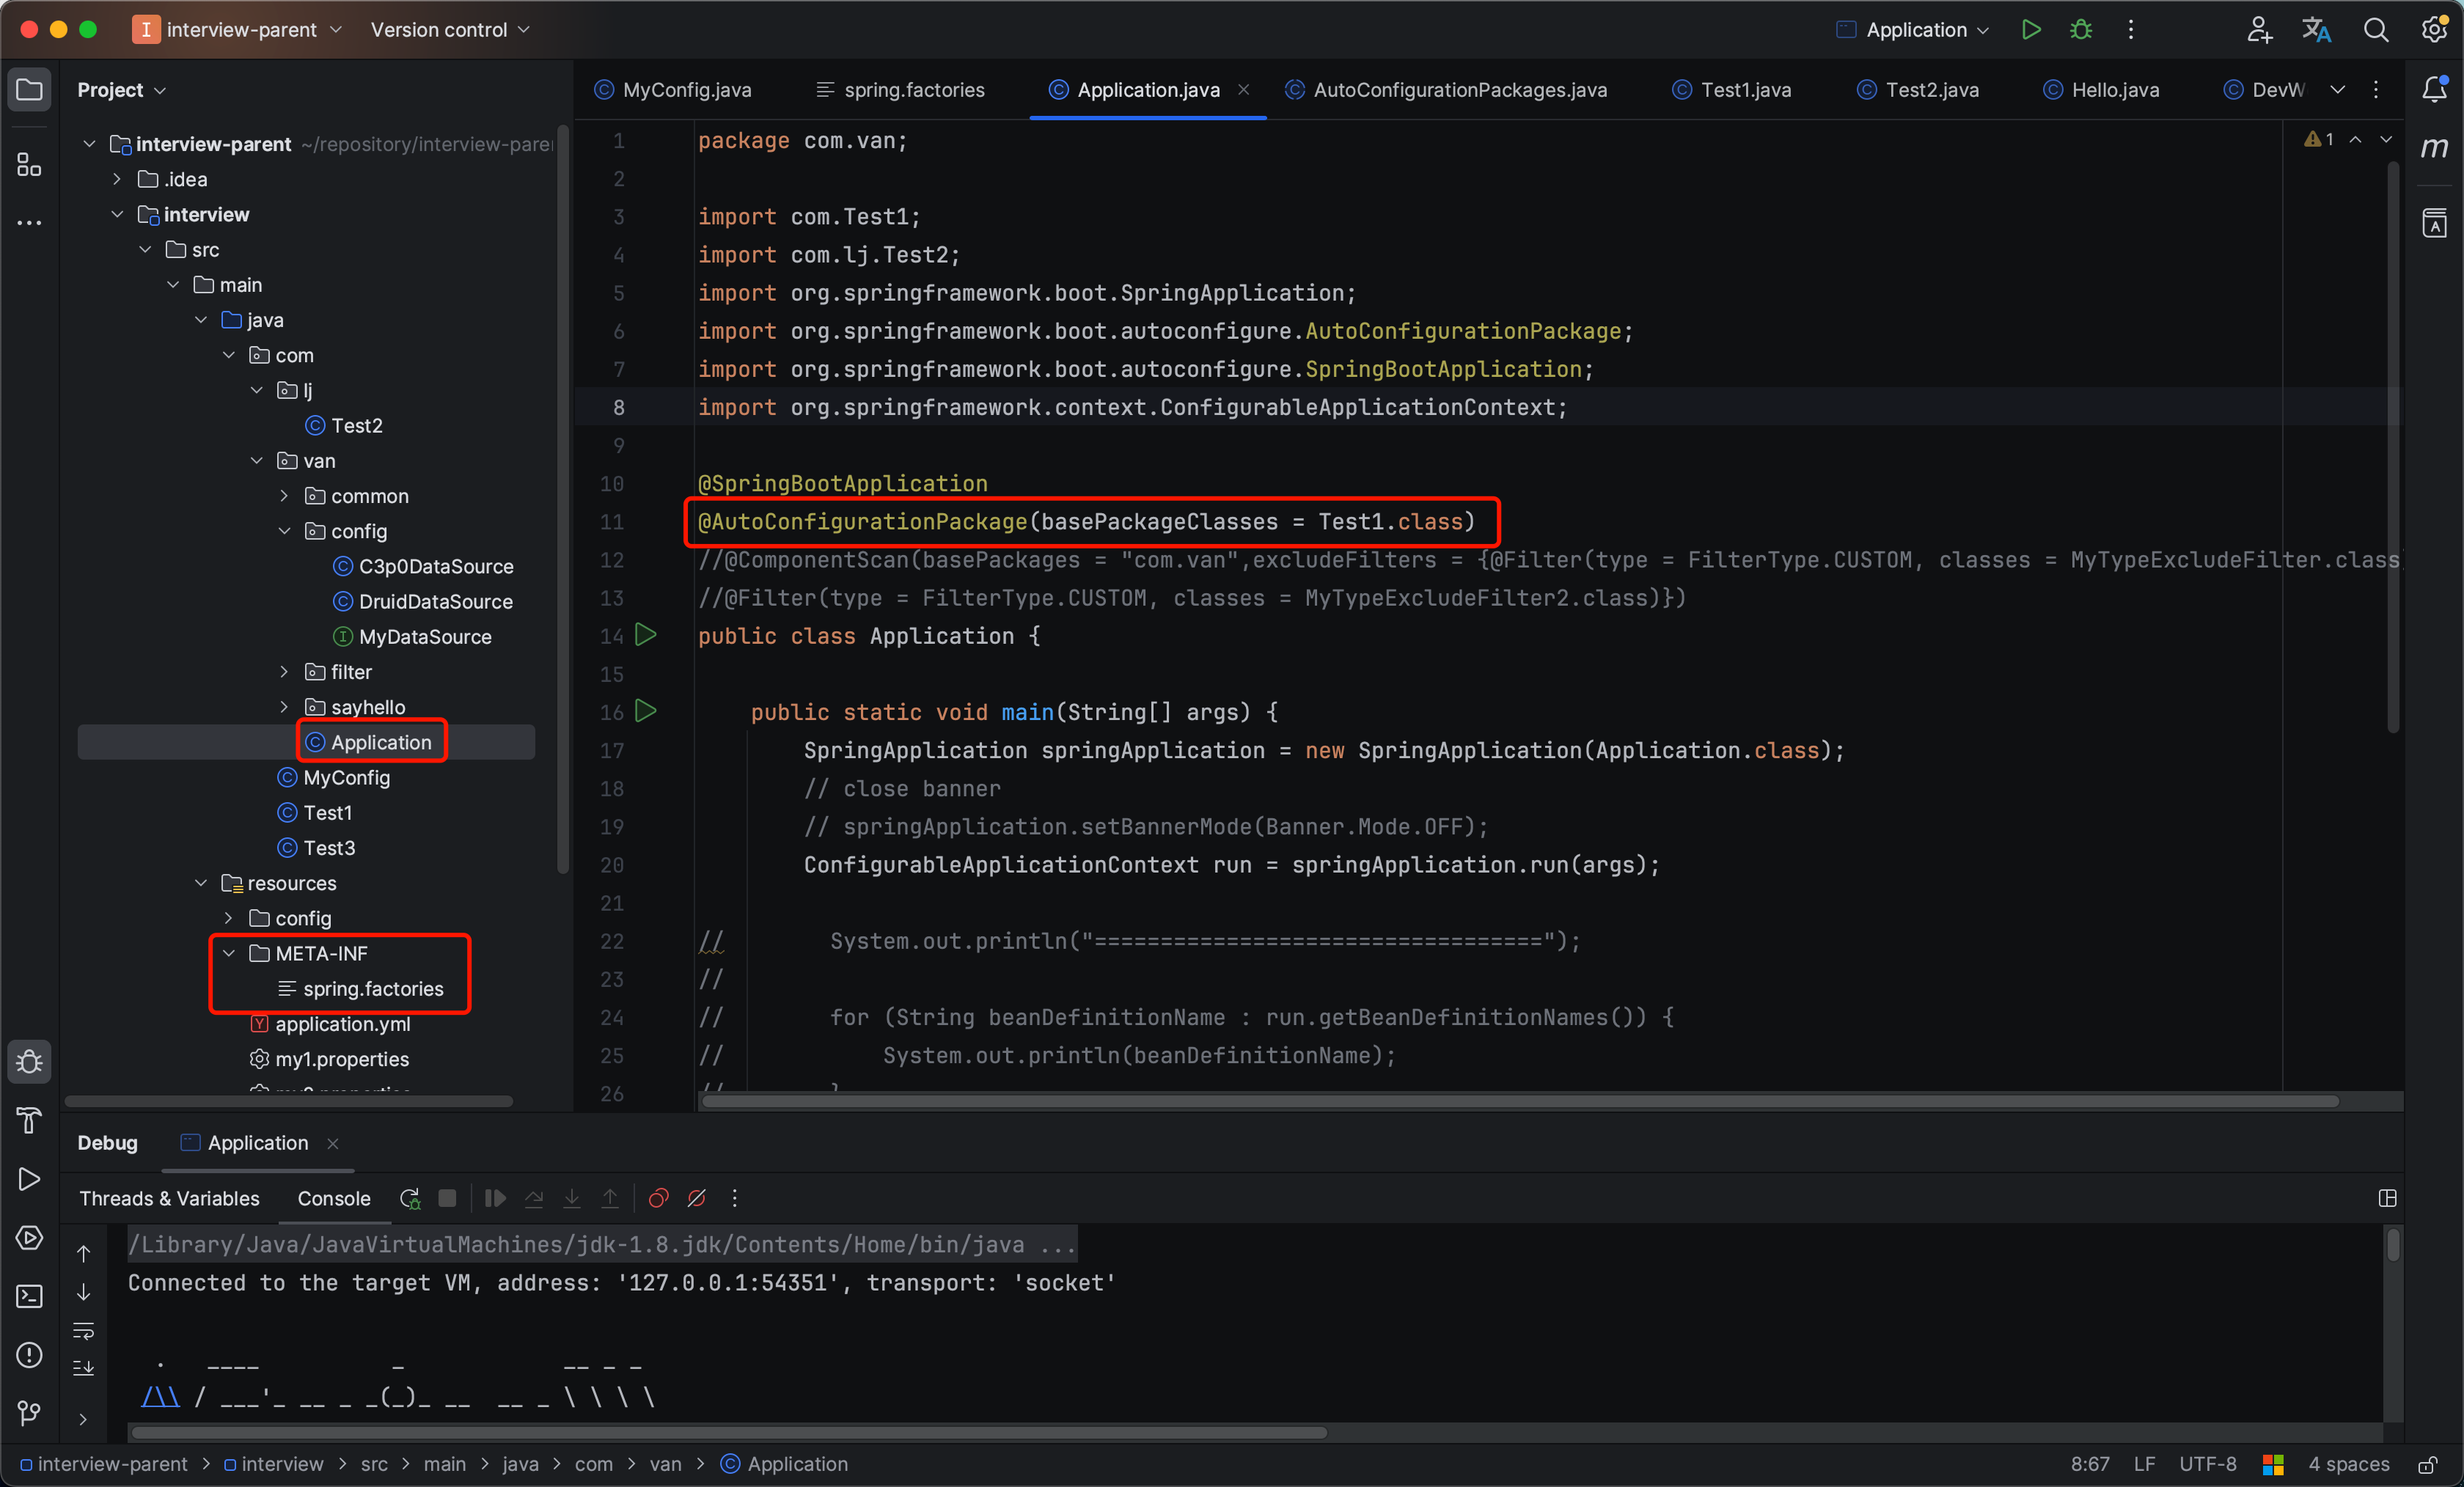 I interview-parent Version control Application
Project
interview-parent ~/repository/interview-parer
.idea
interview
src
main
java
com
lj
Test2
van
common
config
C3p0DataSource
DruidDataSource
MyDataSource
filter
sayhello
Application
MyConfig
Test1
Test3
resources
config
META-INF
spring.factories
application.yml
my1.properties
MyConfig.java spring.factories Application.java AutoConfigurationPackages.java Test1.java Test2.java Hello.java DevW
1
1 package com.van;
2
3 import com.Test1;
4 import com.lj.Test2;
5 import org.springframework.boot.SpringApplication;
6 import org.springframework.boot.autoconfigure.AutoConfigurationPackage;
7 import org.springframework.boot.autoconfigure.SpringBootApplication;
8 import org.springframework.context.ConfigurableApplicationContext;
9
10 @SpringBootApplication
11 @AutoConfigurationPackage(basePackageClasses = Test1.class)
12 //@ComponentScan(basePackages = "com.van",excludeFilters = {@Filter(type = FilterType.CUSTOM, classes = MyTypeExcludeFilter.class
13 //@Filter(type = FilterType.CUSTOM, classes = MyTypeExcludeFilter2.class)})
14 public class Application {
15
16 public static void main(String[] args) {
17 SpringApplication springApplication = new SpringApplication(Application.class);
18 // close banner
19 // springApplication.setBannerMode(Banner.Mode.OFF);
20 ConfigurableApplicationContext run = springApplication.run(args);
21
22 // System.out.println("==================================");
23 //
24 // for (String beanDefinitionName : run.getBeanDefinitionNames()) {
25 // System.out.println(beanDefinitionName);
26 // }
m
Debug Application
Threads & Variables Console
/Library/Java/JavaVirtualMachines/jdk-1.8.jdk/Contents/Home/bin/java ...
Connected to the target VM, address: '127.0.0.1:54351', transport: 'socket'
  .   ____          _            __ _ _
 /\\ / ___'_ __ _ _(_)_ __  __ _ \ \ \ \
interview-parent > interview > src > main > java > com > van > Application
8:67 LF UTF-8 4 spaces